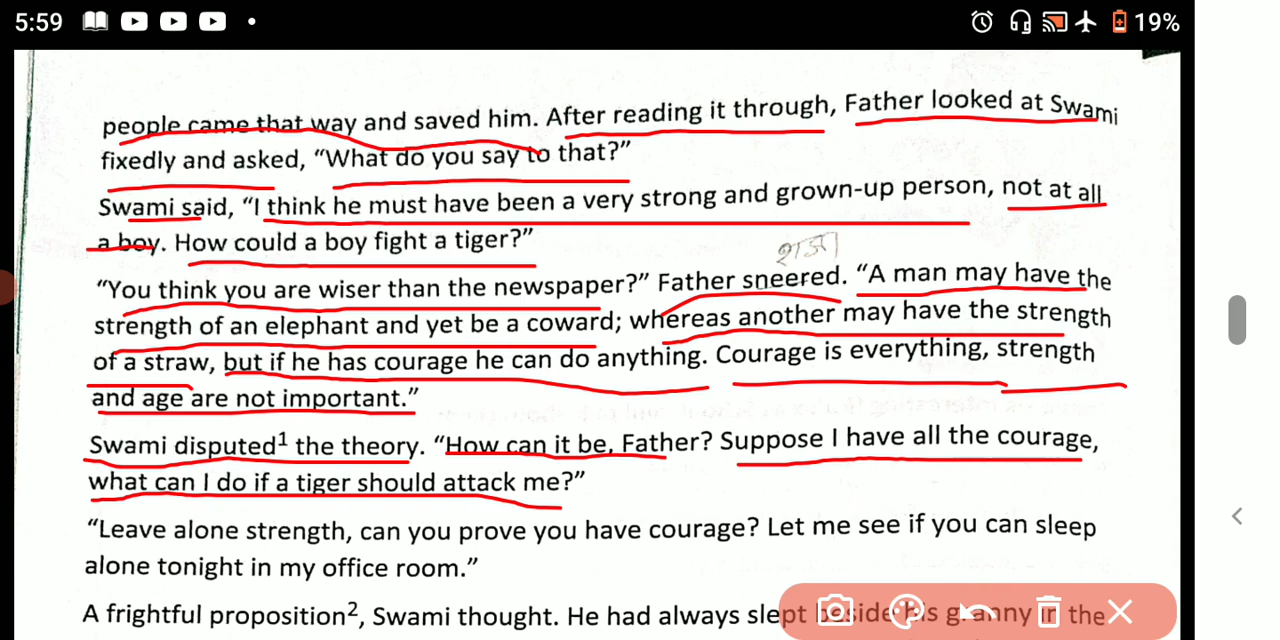 5:59
19%
people came that way and saved him. After reading it through, Father looked at Swami
fixedly and asked, “What do you say to that?”
Swami said, “I think he must have been a very strong and grown-up person, not at all
a boy. How could a boy fight a tiger?”
“You think you are wiser than the newspaper?” Father sneered. “A man may have the
strength of an elephant and yet be a coward; whereas another may have the strength
of a straw, but if he has courage he can do anything. Courage is everything, strength
and age are not important.”
Swami disputed¹ the theory. “How can it be, Father? Suppose I have all the courage,
what can I do if a tiger should attack me?”
“Leave alone strength, can you prove you have courage? Let me see if you can sleep
alone tonight in my office room.”
A frightful proposition², Swami thought. He had always slept beside his granny in the